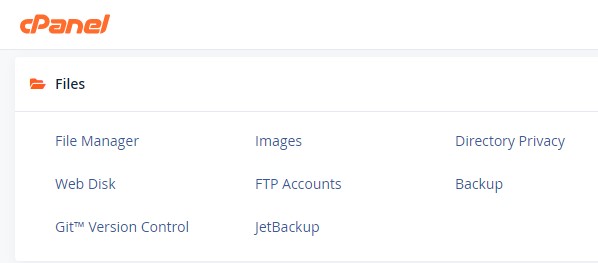 cPanel
Files
File Manager Images Directory Privacy
Web Disk FTP Accounts Backup
Git™ Version Control JetBackup